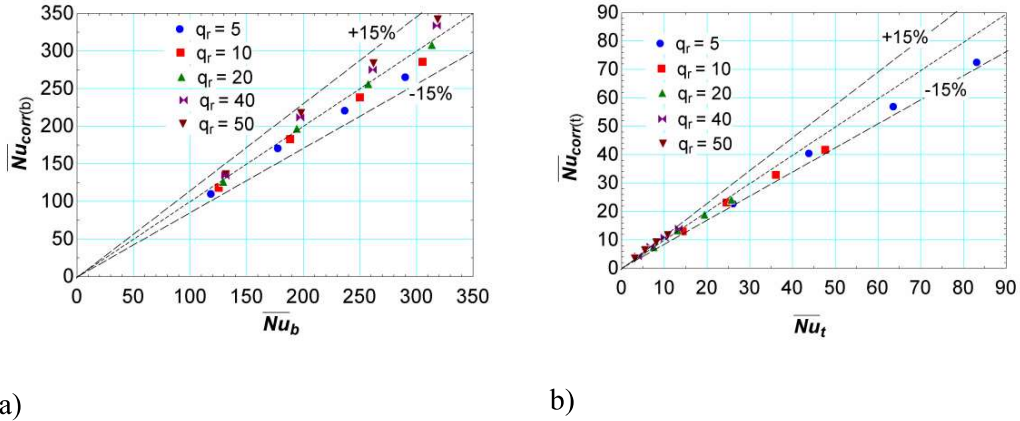 350
300
250
200
150
100
50
0
0 50 100 150 200 250 300 350
Nu_corr(b)
Nu_b
q_r = 5
q_r = 10
q_r = 20
q_r = 40
q_r = 50
+15%
-15%
a)
90
80
70
60
50
40
30
20
10
0
0 10 20 30 40 50 60 70 80 90
Nu_corr(t)
Nu_t
q_r = 5
q_r = 10
q_r = 20
q_r = 40
q_r = 50
+15%
-15%
b)